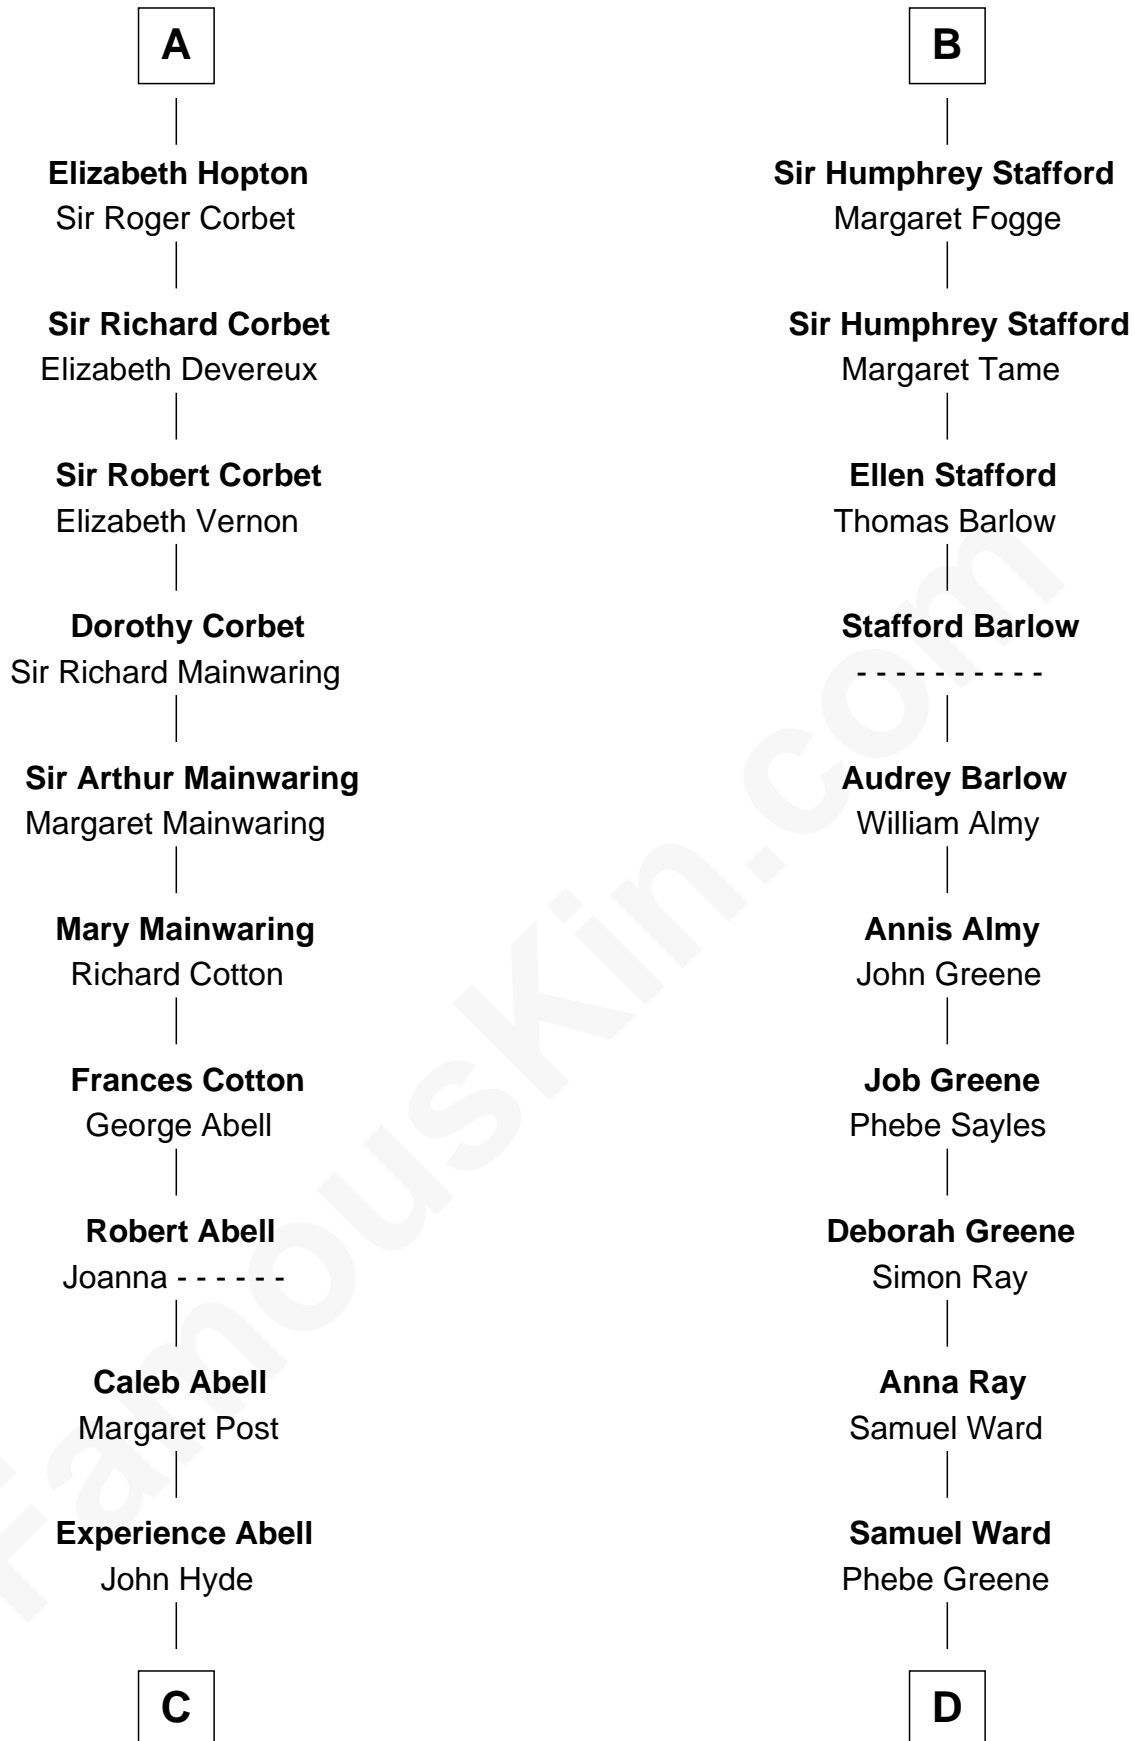 A
Elizabeth Hopton
Sir Roger Corbet
Sir Richard Corbet
Elizabeth Devereux
Sir Robert Corbet
Elizabeth Vernon
Dorothy Corbet
Sir Richard Mainwaring
Sir Arthur Mainwaring
Margaret Mainwaring
Mary Mainwaring
Richard Cotton
Frances Cotton
George Abell
Robert Abell
Joanna - - - - - -
Caleb Abell
Margaret Post
Experience Abell
John Hyde
C
B
Sir Humphrey Stafford
Margaret Fogge
Sir Humphrey Stafford
Margaret Tame
Ellen Stafford
Thomas Barlow
Stafford Barlow
- - - - - - - - - -
Audrey Barlow
William Almy
Annis Almy
John Greene
Job Greene
Phebe Sayles
Deborah Greene
Simon Ray
Anna Ray
Samuel Ward
Samuel Ward
Phebe Greene
D
FamousKin.com